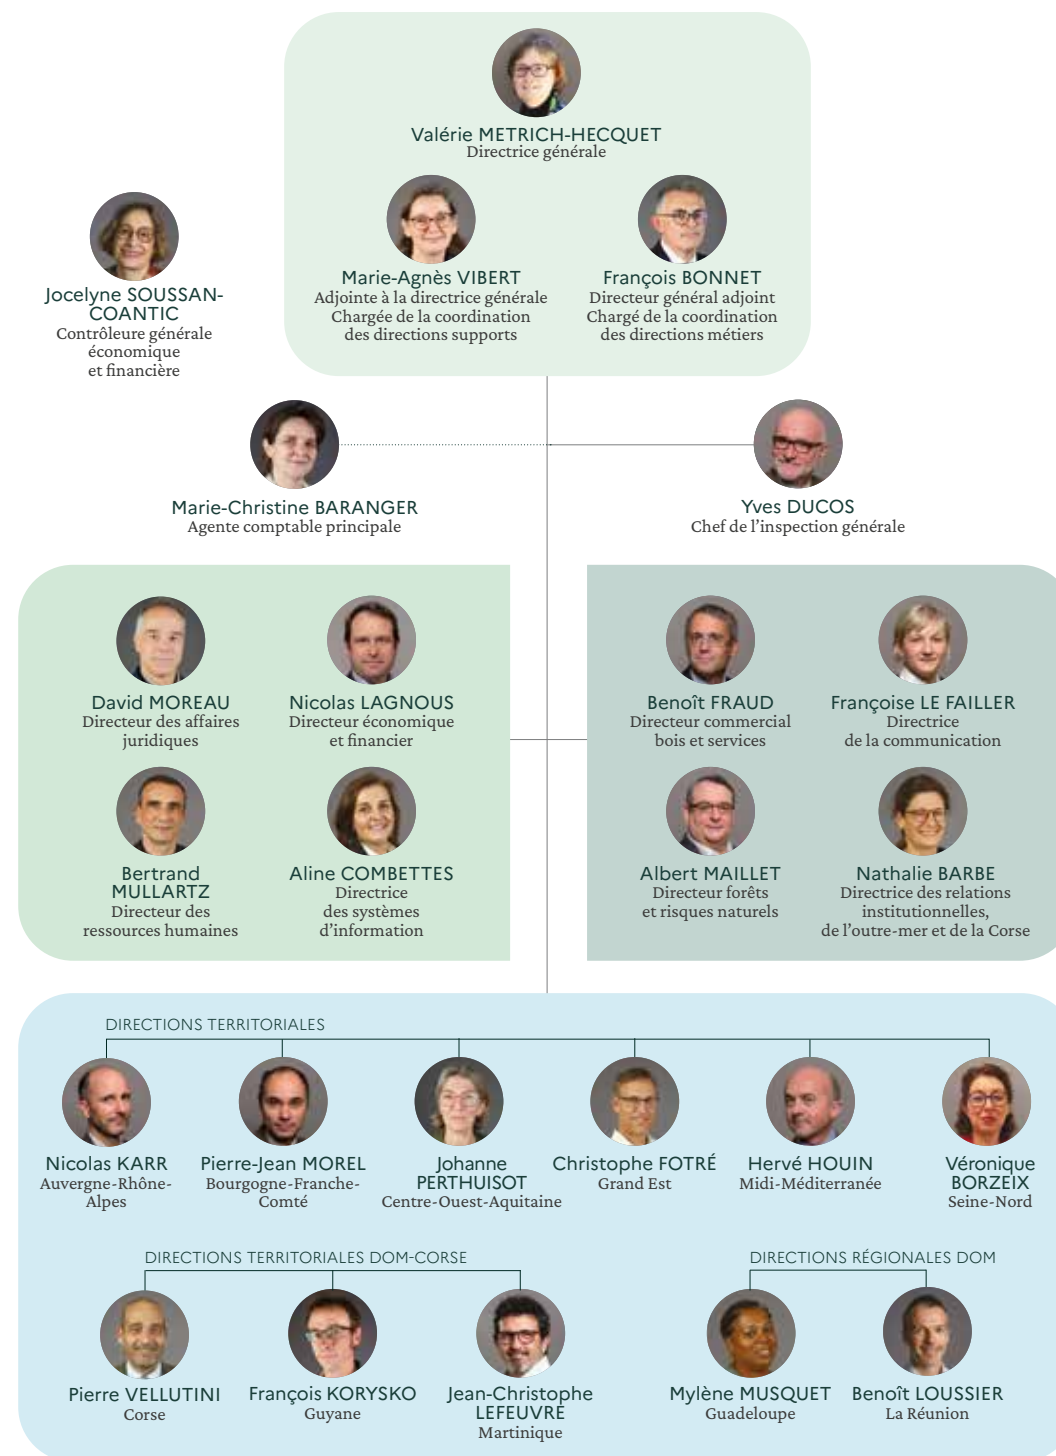 Valérie METRICH-HECQUET
Directrice générale
Marie-Agnès VIBERT
Adjointe à la directrice générale
Chargée de la coordination
des directions supports
François BONNET
Directeur général adjoint
Chargé de la coordination
des directions métiers
Jocelyne SOUSSAN-
COANTIC
Contrôleure générale
économique
et financière
Marie-Christine BARANGER
Agente comptable principale
Yves DUCOS
Chef de l'inspection générale
David MOREAU
Directeur des affaires
juridiques
Nicolas LAGNOUS
Directeur économique
et financier
Bertrand
MULLARTZ
Directeur des
ressources humaines
Aline COMBETTES
Directrice
des systèmes
d'information
Benoît FRAUD
Directeur commercial
bois et services
Françoise LE FAILLER
Directrice
de la communication
Albert MAILLET
Directeur forêts
et risques naturels
Nathalie BARBE
Directrice des relations
institutionnelles,
de l'outre-mer et de la Corse
DIRECTIONS TERRITORIALES
Nicolas KARR
Auvergne-Rhône-
Alpes
Pierre-Jean MOREL
Bourgogne-Franche-
Comté
Johanne
PERTHUISOT
Centre-Ouest-Aquitaine
Christophe FOTRÉ
Grand Est
Hervé HOUIN
Midi-Méditerranée
Véronique
BORZEIX
Seine-Nord
DIRECTIONS TERRITORIALES DOM-CORSE
Pierre VELLUTINI
Corse
François KORYSKO
Guyane
Jean-Christophe
LEFEUVRE
Martinique
DIRECTIONS RÉGIONALES DOM
Mylène MUSQUET
Guadeloupe
Benoît LOUSSIER
La Réunion